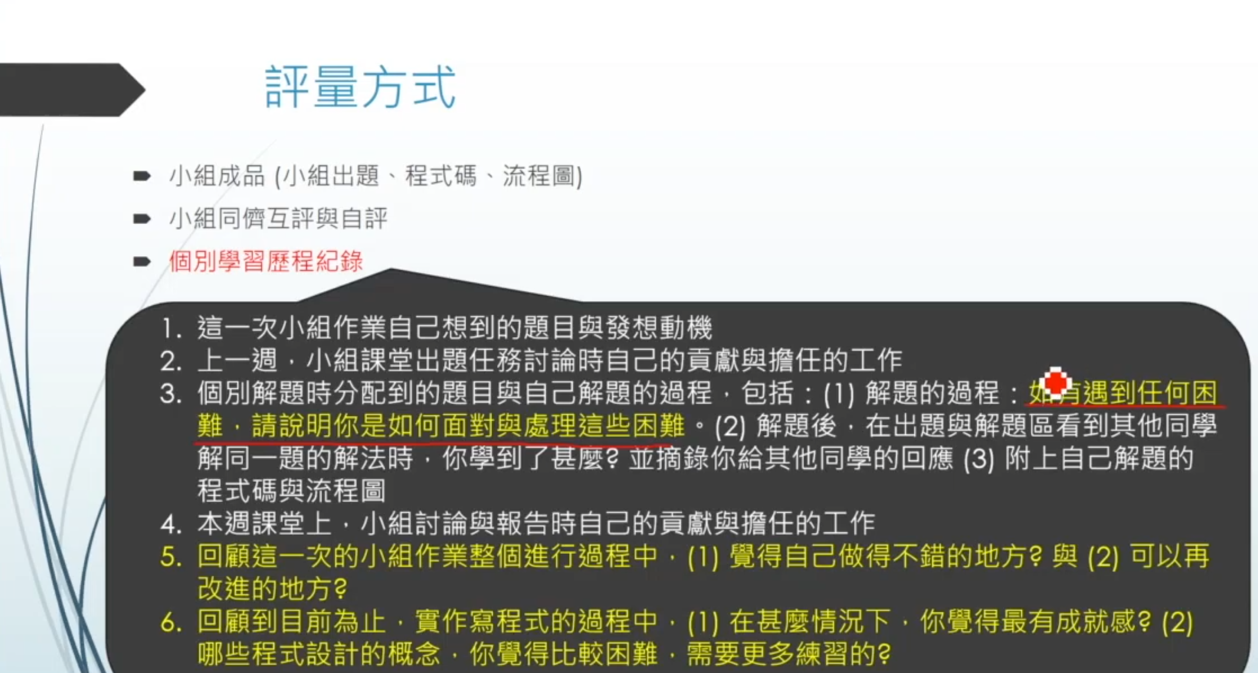 評量方式
小組成品 (小組出題、程式碼、流程圖)
小組同儕互評與自評
個別學習歷程紀錄
1. 這一次小組作業自己想到的題目與發想動機
2. 上一週，小組課堂出題任務討論時自己的貢獻與擔任的工作
3. 個別解題時分配到的題目與自己解題的過程，包括：(1) 解題的過程：如有遇到任何困
難，請說明你是如何面對與處理這些困難。(2) 解題後，在出題與解題區看到其他同學
解同一題的解法時，你學到了甚麼? 並摘錄你給其他同學的回應 (3) 附上自己解題的
程式碼與流程圖
4. 本週課堂上，小組討論與報告時自己的貢獻與擔任的工作
5. 回顧這一次的小組作業整個進行過程中，(1) 覺得自己做得不錯的地方? 與 (2) 可以再
改進的地方?
6. 回顧到目前為止，實作寫程式的過程中，(1) 在甚麼情況下，你覺得最有成就感? (2)
哪些程式設計的概念，你覺得比較困難，需要更多練習的?